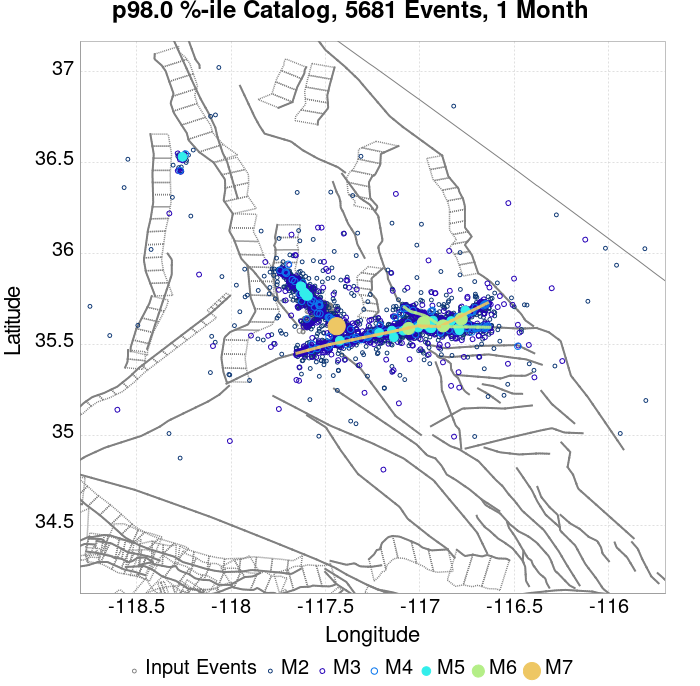 p98.0 %-ile Catalog, 5681 Events, 1 Month
37
36.5
36
35.5
35
34.5
Latitude
-118.5 -118 -117.5 -117 -116.5 -116
Longitude
Input Events M2 M3 M4 M5 M6 M7